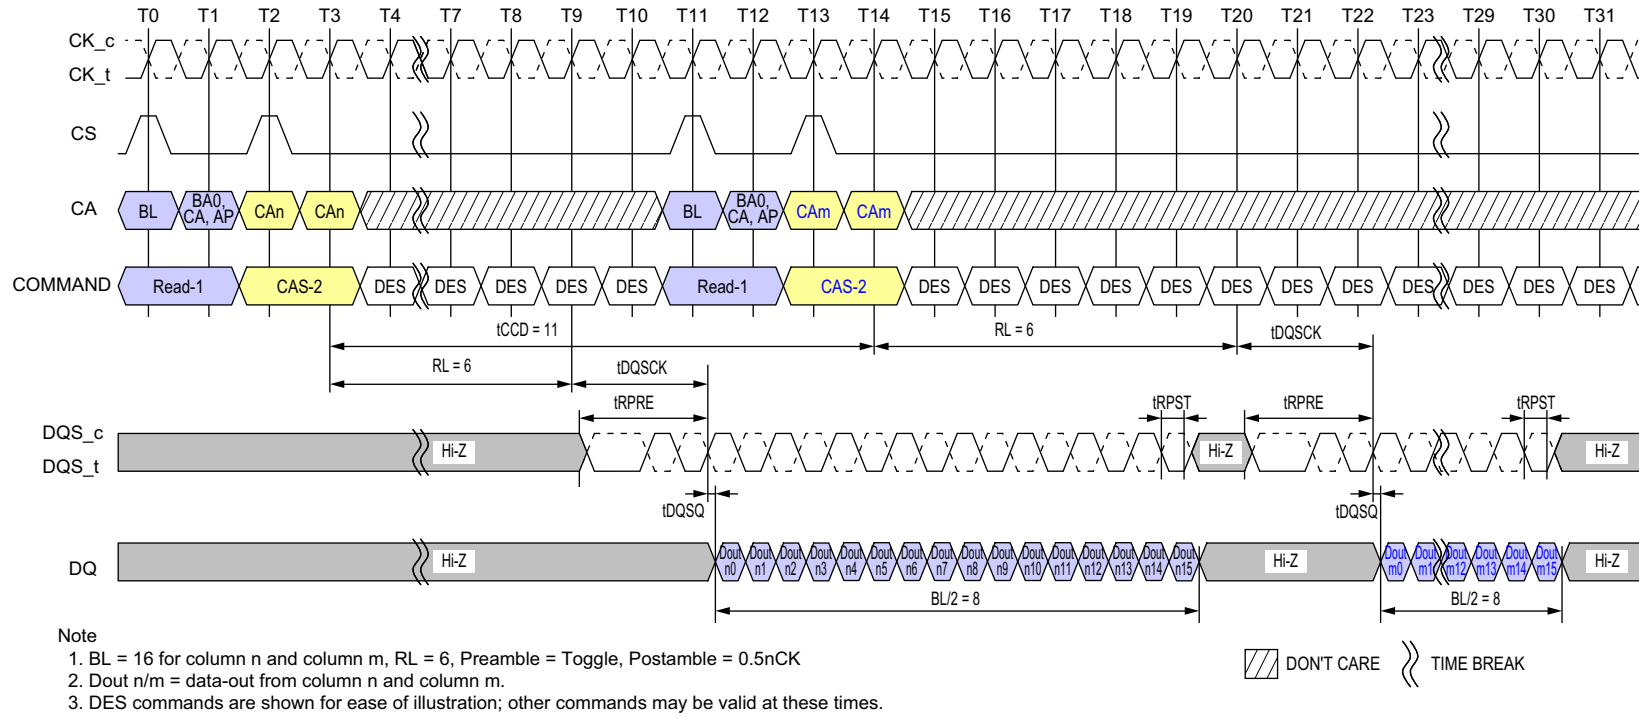 T0 T1 T2 T3 T4 T7 T8 T9 T10 T11 T12 T13 T14 T15 T16 T17 T18 T19 T20 T21 T22 T23 T29 T30 T31
CK_c
CK_t
CS
CA BL BA0, CA, AP CAn CAn BL BA0, CA, AP CAm CAm
COMMAND Read-1 CAS-2 DES DES DES DES DES Read-1 CAS-2 DES DES DES DES DES DES DES DES DES DES DES DES
tCCD = 11 RL = 6 tDQSCK
RL = 6 tDQSCK
tRPRE tRPST tRPRE tRPST
DQS_c
DQS_t
Hi-Z Hi-Z Hi-Z
tDQSQ tDQSQ
DQ Hi-Z Dout n0 Dout n1 Dout n2 Dout n3 Dout n4 Dout n5 Dout n6 Dout n7 Dout n8 Dout n9 Dout n10 Dout n11 Dout n12 Dout n13 Dout n14 Dout n15 Hi-Z Dout m0 Dout m1 Dout m12 Dout m13 Dout m14 Dout m15 Hi-Z
BL/2 = 8 BL/2 = 8
Note
1. BL = 16 for column n and column m, RL = 6, Preamble = Toggle, Postamble = 0.5nCK
2. Dout n/m = data-out from column n and column m.
3. DES commands are shown for ease of illustration; other commands may be valid at these times.
DON'T CARE TIME BREAK